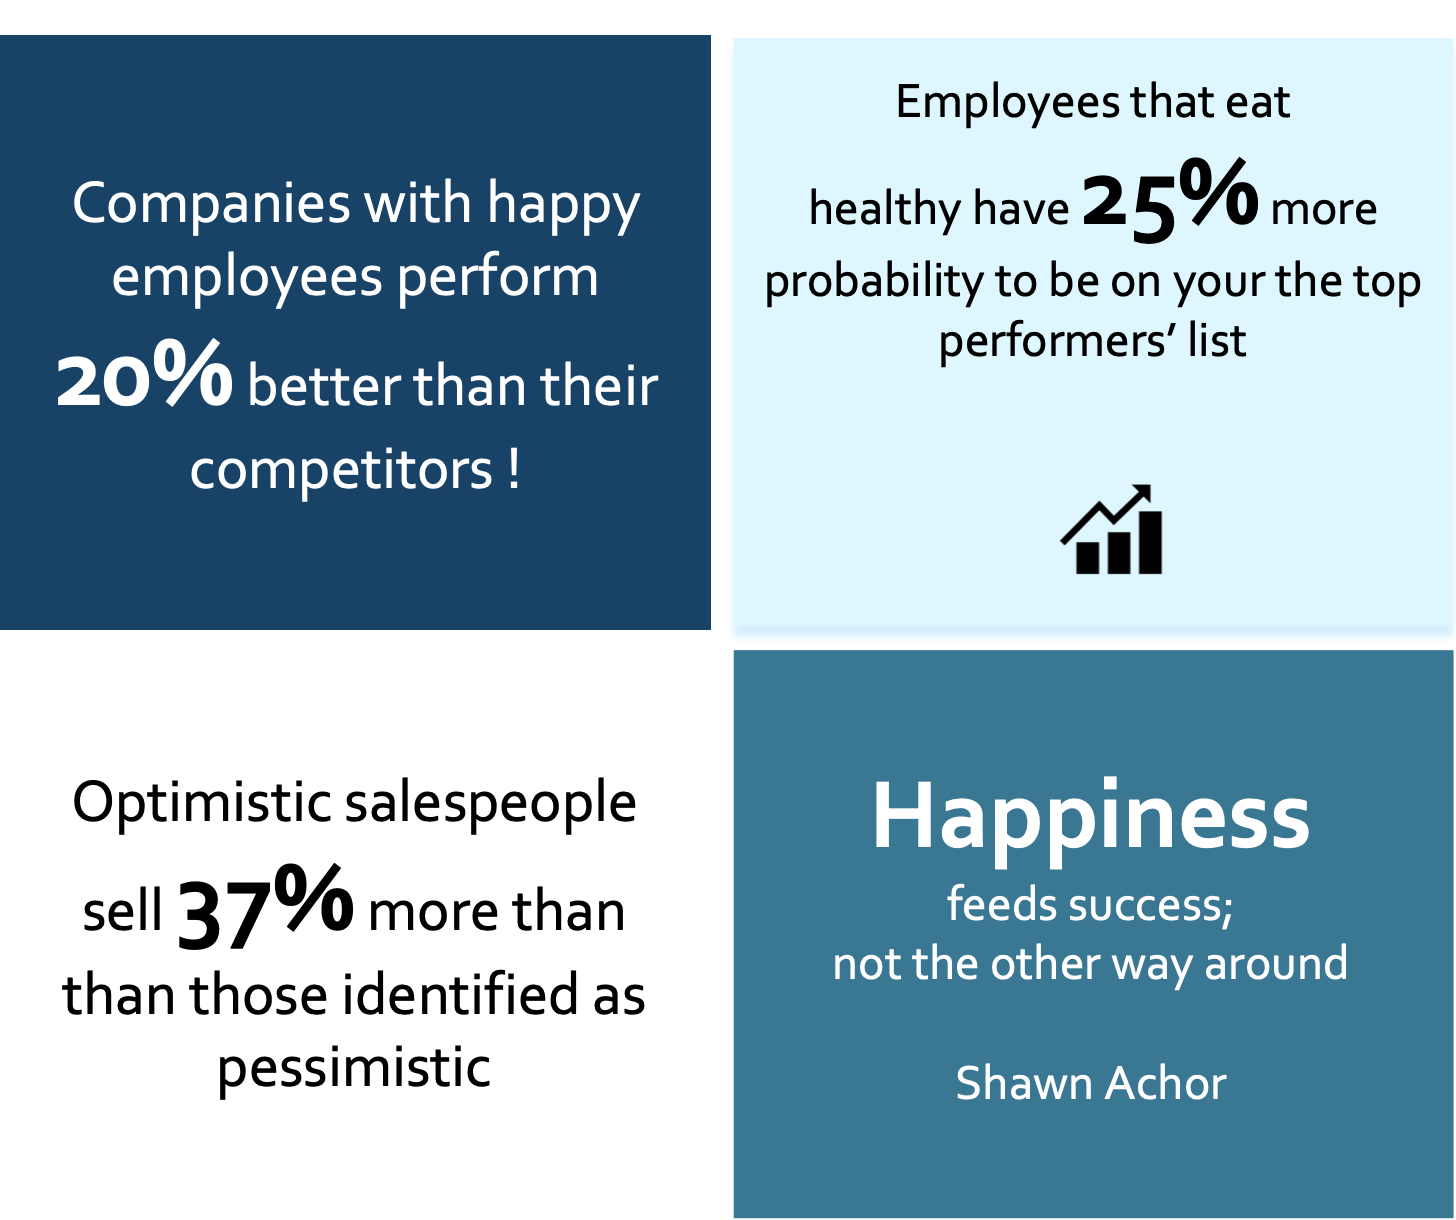 Companies with happy
employees perform
20% better than their
competitors !
Employees that eat
healthy have 25% more
probability to be on your the top
performers’ list
Optimistic salespeople
sell 37% more than
than those identified as
pessimistic
Happiness
feeds success;
not the other way around
Shawn Achor